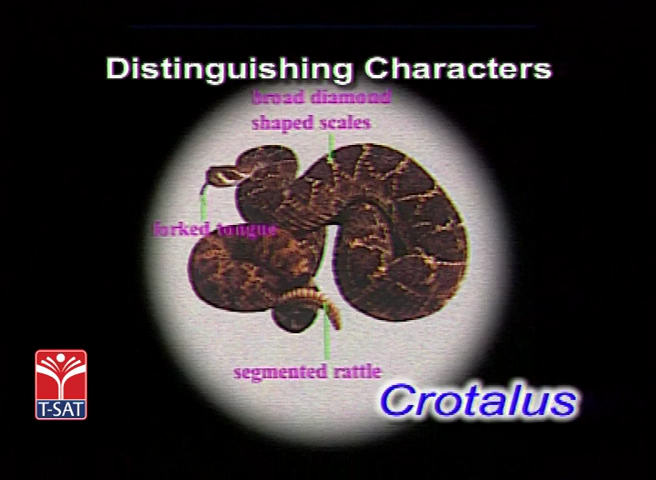 Distinguishing Characters
broad diamond
shaped scales
forked tongue
segmented rattle
Crotalus
T-SAT